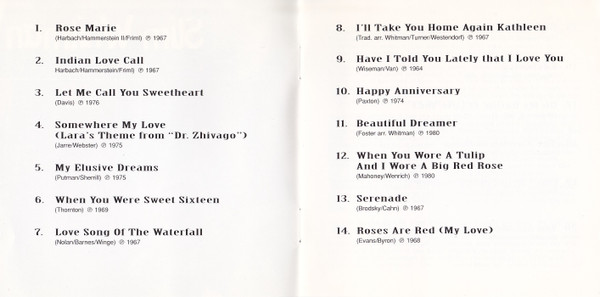 1. Rose Marie
(Harbach/Hammerstein II/Friml) ℗ 1967
2. Indian Love Call
Harbach/Hammerstein/Friml) ℗ 1967
3. Let Me Call You Sweetheart
(Davis) ℗ 1976
4. Somewhere My Love
(Lara's Theme from "Dr. Zhivago")
(Jarre/Webster) ℗ 1975
5. My Elusive Dreams
(Putman/Sherrill) ℗ 1975
6. When You Were Sweet Sixteen
(Thornton) ℗ 1969
7. Love Song Of The Waterfall
(Nolan/Barnes/Winge) ℗ 1967
8. I'll Take You Home Again Kathleen
(Trad. arr. Whitman/Turner/Westendorf) ℗ 1967
9. Have I Told You Lately that I Love You
(Wiseman/Van) ℗ 1964
10. Happy Anniversary
(Paxton) ℗ 1974
11. Beautiful Dreamer
(Foster arr. Whitman) ℗ 1980
12. When You Wore A Tulip
And I Wore A Big Red Rose
(Mahoney/Wenrich) ℗ 1980
13. Serenade
(Brodsky/Cahn) ℗ 1967
14. Roses Are Red (My Love)
(Evans/Byron) ℗ 1968